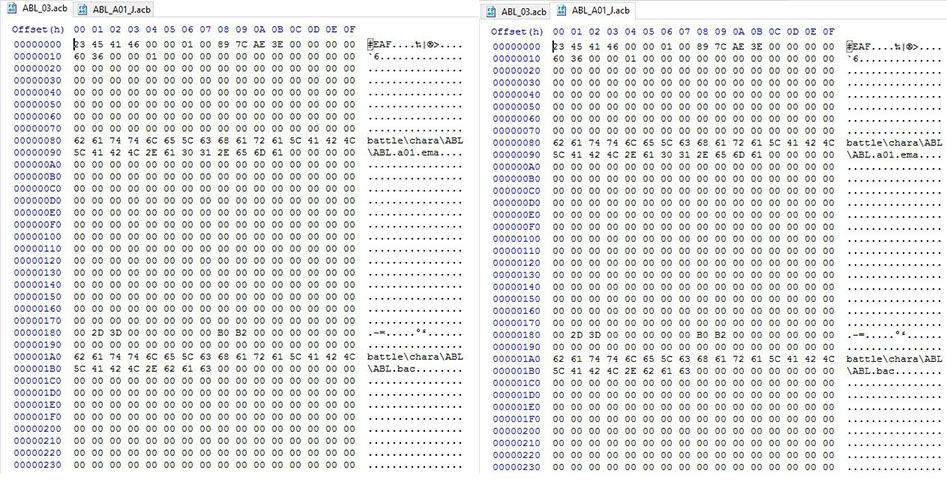 ABL_03.acb ABL_A01_J.acb
Offset(h) 00 01 02 03 04 05 06 07 08 09 0A 0B 0C 0D 0E 0F
00000000 23 45 41 46 00 00 01 00 89 7C AE 3E 00 00 00 00 #EAF....‰|®>....
00000010 60 36 00 00 01 00 00 00 00 00 00 00 00 00 00 00 `6..............
00000020 00 00 00 00 00 00 00 00 00 00 00 00 00 00 00 00 ................
00000030 00 00 00 00 00 00 00 00 00 00 00 00 00 00 00 00 ................
00000040 00 00 00 00 00 00 00 00 00 00 00 00 00 00 00 00 ................
00000050 00 00 00 00 00 00 00 00 00 00 00 00 00 00 00 00 ................
00000060 00 00 00 00 00 00 00 00 00 00 00 00 00 00 00 00 ................
00000070 00 00 00 00 00 00 00 00 00 00 00 00 00 00 00 00 ................
00000080 62 61 74 74 6C 65 5C 63 68 61 72 61 5C 41 42 4C battle\chara\ABL
00000090 5C 41 42 4C 2E 61 30 31 2E 65 6D 61 00 00 00 00 \ABL.a01.ema....
000000A0 00 00 00 00 00 00 00 00 00 00 00 00 00 00 00 00 ................
000000B0 00 00 00 00 00 00 00 00 00 00 00 00 00 00 00 00 ................
000000C0 00 00 00 00 00 00 00 00 00 00 00 00 00 00 00 00 ................
000000D0 00 00 00 00 00 00 00 00 00 00 00 00 00 00 00 00 ................
000000E0 00 00 00 00 00 00 00 00 00 00 00 00 00 00 00 00 ................
000000F0 00 00 00 00 00 00 00 00 00 00 00 00 00 00 00 00 ................
00000100 00 00 00 00 00 00 00 00 00 00 00 00 00 00 00 00 ................
00000110 00 00 00 00 00 00 00 00 00 00 00 00 00 00 00 00 ................
00000120 00 00 00 00 00 00 00 00 00 00 00 00 00 00 00 00 ................
00000130 00 00 00 00 00 00 00 00 00 00 00 00 00 00 00 00 ................
00000140 00 00 00 00 00 00 00 00 00 00 00 00 00 00 00 00 ................
00000150 00 00 00 00 00 00 00 00 00 00 00 00 00 00 00 00 ................
00000160 00 00 00 00 00 00 00 00 00 00 00 00 00 00 00 00 ................
00000170 00 00 00 00 00 00 00 00 00 00 00 00 00 00 00 00 ................
00000180 00 2D 3D 00 00 00 00 00 B0 B2 00 00 00 00 00 00 .-=.....°²......
00000190 00 00 00 00 00 00 00 00 00 00 00 00 00 00 00 00 ................
000001A0 62 61 74 74 6C 65 5C 63 68 61 72 61 5C 41 42 4C battle\chara\ABL
000001B0 5C 41 42 4C 2E 62 61 63 00 00 00 00 00 00 00 00 \ABL.bac........
000001C0 00 00 00 00 00 00 00 00 00 00 00 00 00 00 00 00 ................
000001D0 00 00 00 00 00 00 00 00 00 00 00 00 00 00 00 00 ................
000001E0 00 00 00 00 00 00 00 00 00 00 00 00 00 00 00 00 ................
000001F0 00 00 00 00 00 00 00 00 00 00 00 00 00 00 00 00 ................
00000200 00 00 00 00 00 00 00 00 00 00 00 00 00 00 00 00 ................
00000210 00 00 00 00 00 00 00 00 00 00 00 00 00 00 00 00 ................
00000220 00 00 00 00 00 00 00 00 00 00 00 00 00 00 00 00 ................
00000230 00 00 00 00 00 00 00 00 00 00 00 00 00 00 00 00 ................
ABL_03.acb ABL_A01_J.acb
Offset(h) 00 01 02 03 04 05 06 07 08 09 0A 0B 0C 0D 0E 0F
00000000 23 45 41 46 00 00 01 00 89 7C AE 3E 00 00 00 00 #EAF....‰|®>....
00000010 60 36 00 00 01 00 00 00 00 00 00 00 00 00 00 00 `6..............
00000020 00 00 00 00 00 00 00 00 00 00 00 00 00 00 00 00 ................
00000030 00 00 00 00 00 00 00 00 00 00 00 00 00 00 00 00 ................
00000040 00 00 00 00 00 00 00 00 00 00 00 00 00 00 00 00 ................
00000050 00 00 00 00 00 00 00 00 00 00 00 00 00 00 00 00 ................
00000060 00 00 00 00 00 00 00 00 00 00 00 00 00 00 00 00 ................
00000070 00 00 00 00 00 00 00 00 00 00 00 00 00 00 00 00 ................
00000080 62 61 74 74 6C 65 5C 63 68 61 72 61 5C 41 42 4C battle\chara\ABL
00000090 5C 41 42 4C 2E 61 30 31 2E 65 6D 61 00 00 00 00 \ABL.a01.ema....
000000A0 00 00 00 00 00 00 00 00 00 00 00 00 00 00 00 00 ................
000000B0 00 00 00 00 00 00 00 00 00 00 00 00 00 00 00 00 ................
000000C0 00 00 00 00 00 00 00 00 00 00 00 00 00 00 00 00 ................
000000D0 00 00 00 00 00 00 00 00 00 00 00 00 00 00 00 00 ................
000000E0 00 00 00 00 00 00 00 00 00 00 00 00 00 00 00 00 ................
000000F0 00 00 00 00 00 00 00 00 00 00 00 00 00 00 00 00 ................
00000100 00 00 00 00 00 00 00 00 00 00 00 00 00 00 00 00 ................
00000110 00 00 00 00 00 00 00 00 00 00 00 00 00 00 00 00 ................
00000120 00 00 00 00 00 00 00 00 00 00 00 00 00 00 00 00 ................
00000130 00 00 00 00 00 00 00 00 00 00 00 00 00 00 00 00 ................
00000140 00 00 00 00 00 00 00 00 00 00 00 00 00 00 00 00 ................
00000150 00 00 00 00 00 00 00 00 00 00 00 00 00 00 00 00 ................
00000160 00 00 00 00 00 00 00 00 00 00 00 00 00 00 00 00 ................
00000170 00 00 00 00 00 00 00 00 00 00 00 00 00 00 00 00 ................
00000180 00 2D 3D 00 00 00 00 00 B0 B2 00 00 00 00 00 00 .-=.....°²......
00000190 00 00 00 00 00 00 00 00 00 00 00 00 00 00 00 00 ................
000001A0 62 61 74 74 6C 65 5C 63 68 61 72 61 5C 41 42 4C battle\chara\ABL
000001B0 5C 41 42 4C 2E 62 61 63 00 00 00 00 00 00 00 00 \ABL.bac........
000001C0 00 00 00 00 00 00 00 00 00 00 00 00 00 00 00 00 ................
000001D0 00 00 00 00 00 00 00 00 00 00 00 00 00 00 00 00 ................
000001E0 00 00 00 00 00 00 00 00 00 00 00 00 00 00 00 00 ................
000001F0 00 00 00 00 00 00 00 00 00 00 00 00 00 00 00 00 ................
00000200 00 00 00 00 00 00 00 00 00 00 00 00 00 00 00 00 ................
00000210 00 00 00 00 00 00 00 00 00 00 00 00 00 00 00 00 ................
00000220 00 00 00 00 00 00 00 00 00 00 00 00 00 00 00 00 ................
00000230 00 00 00 00 00 00 00 00 00 00 00 00 00 00 00 00 ................